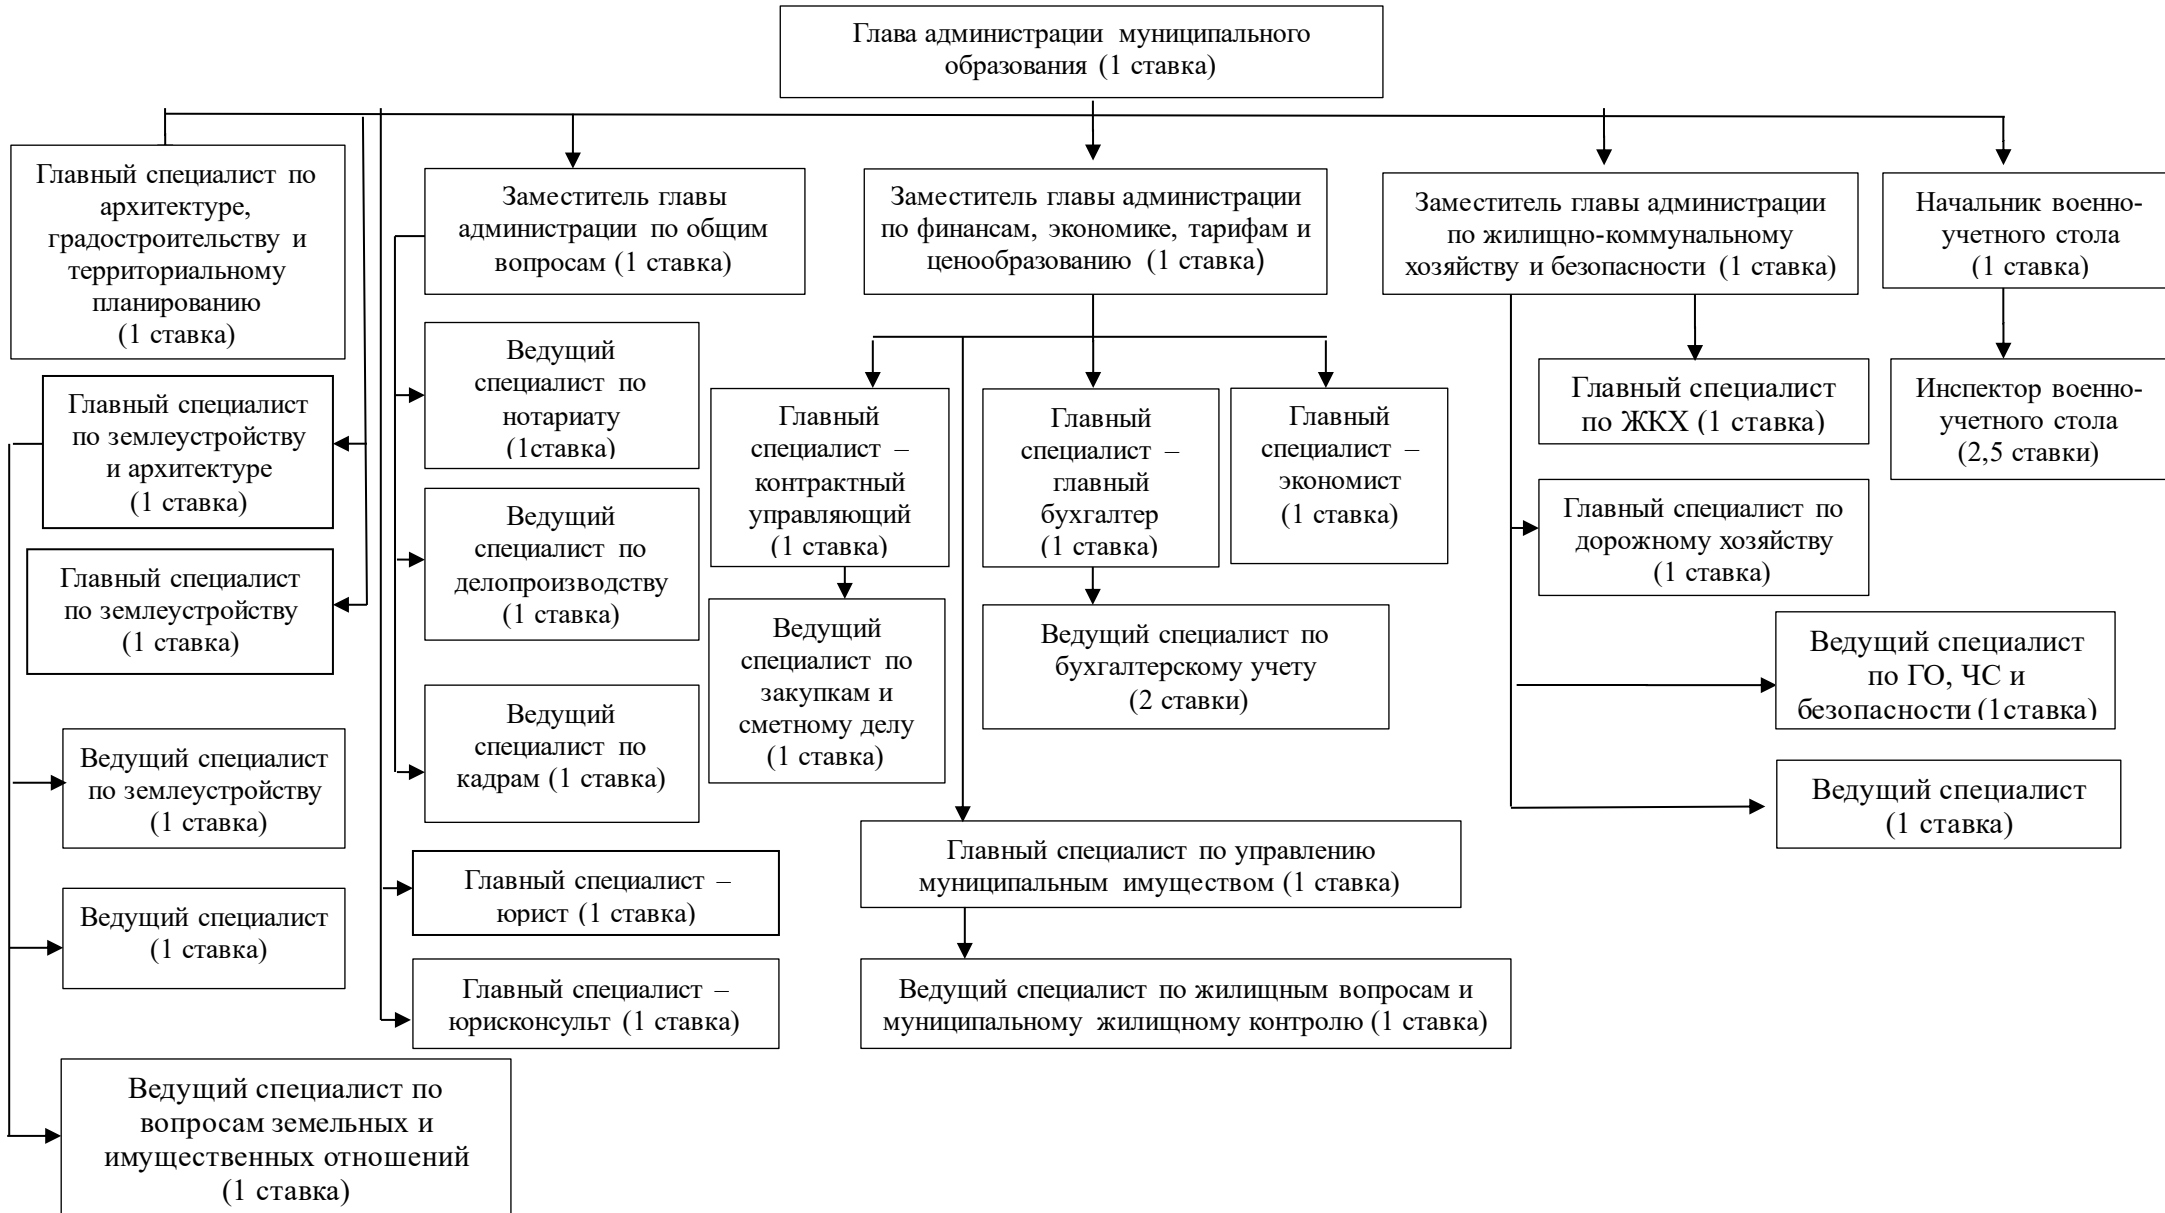 Глава администрации муниципального
образования (1 ставка)
Главный специалист по
архитектуре,
градостроительству и
территориальному
планированию
(1 ставка)
Заместитель главы
администрации по общим
вопросам (1 ставка)
Заместитель главы администрации
по финансам, экономике, тарифам и
ценообразованию (1 ставка)
Заместитель главы администрации
по жилищно-коммунальному
хозяйству и безопасности (1 ставка)
Начальник военно-
учетного стола
(1 ставка)
Главный специалист
по землеустройству
и архитектуре
(1 ставка)
Главный специалист
по землеустройству
(1 ставка)
Ведущий специалист
по землеустройству
(1 ставка)
Ведущий специалист
(1 ставка)
Ведущий специалист по
вопросам земельных и
имущественных отношений
(1 ставка)
Ведущий
специалист по
нотариату
(1ставка)
Ведущий
специалист по
делопроизводству
(1 ставка)
Ведущий
специалист по
кадрам (1 ставка)
Главный специалист –
юрист (1 ставка)
Главный специалист –
юрисконсульт (1 ставка)
Главный
специалист –
контрактный
управляющий
(1 ставка)
Ведущий
специалист по
закупкам и
сметному делу
(1 ставка)
Главный
специалист –
главный
бухгалтер
(1 ставка)
Ведущий специалист по
бухгалтерскому учету
(2 ставки)
Главный
специалист –
экономист
(1 ставка)
Главный специалист по управлению
муниципальным имуществом (1 ставка)
Ведущий специалист по жилищным вопросам и
муниципальному жилищному контролю (1 ставка)
Главный специалист
по ЖКХ (1 ставка)
Главный специалист по
дорожному хозяйству
(1 ставка)
Ведущий специалист
по ГО, ЧС и
безопасности (1ставка)
Ведущий специалист
(1 ставка)
Инспектор военно-
учетного стола
(2,5 ставки)